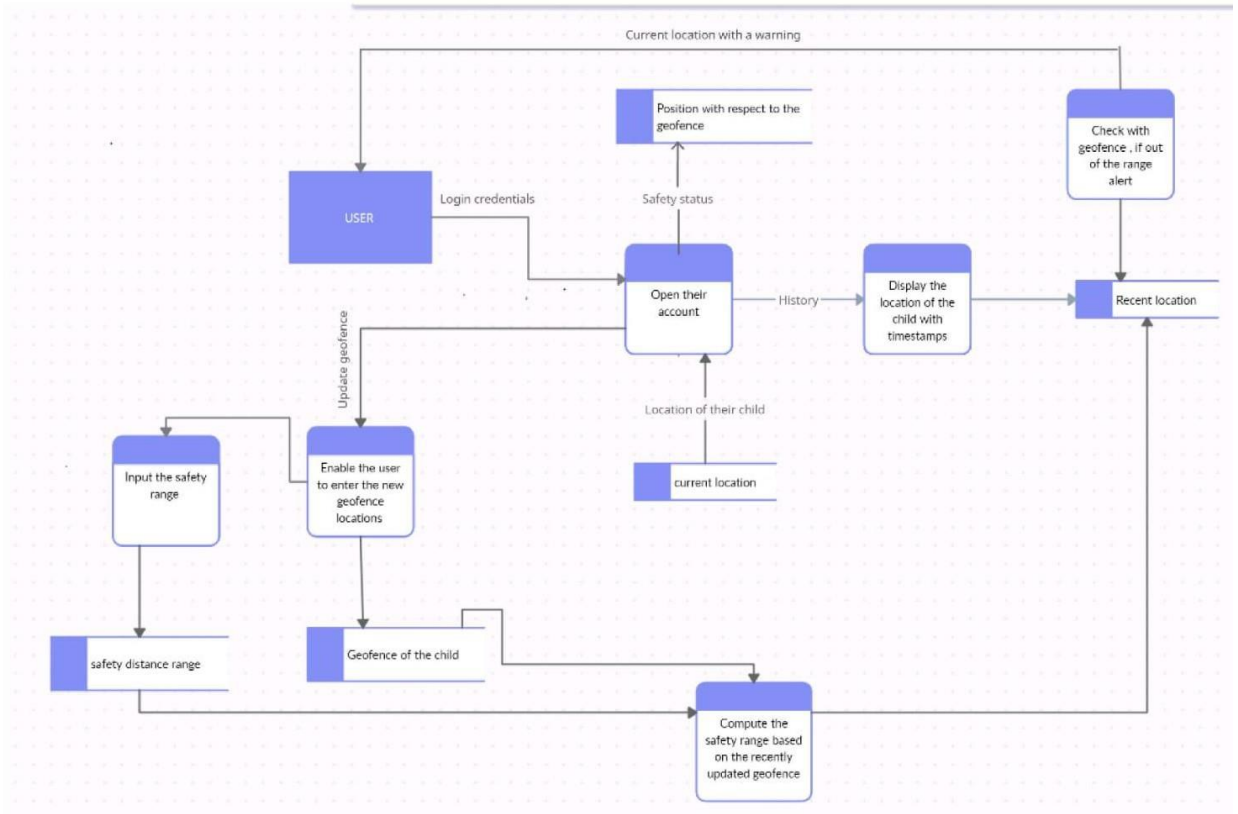 Current location with a warning
Position with respect to the
geofence
Check with
geofence , if out
of the range
alert
USER
Login credentials
Safety status
Open their
account
History
Display the
location of the
child with
timestamps
Recent location
Update geofence
Location of their child
current location
Input the safety
range
Enable the user
to enter the new
geofence
locations
safety distance range
Geofence of the child
Compute the
safety range based
on the recently
updated geofence